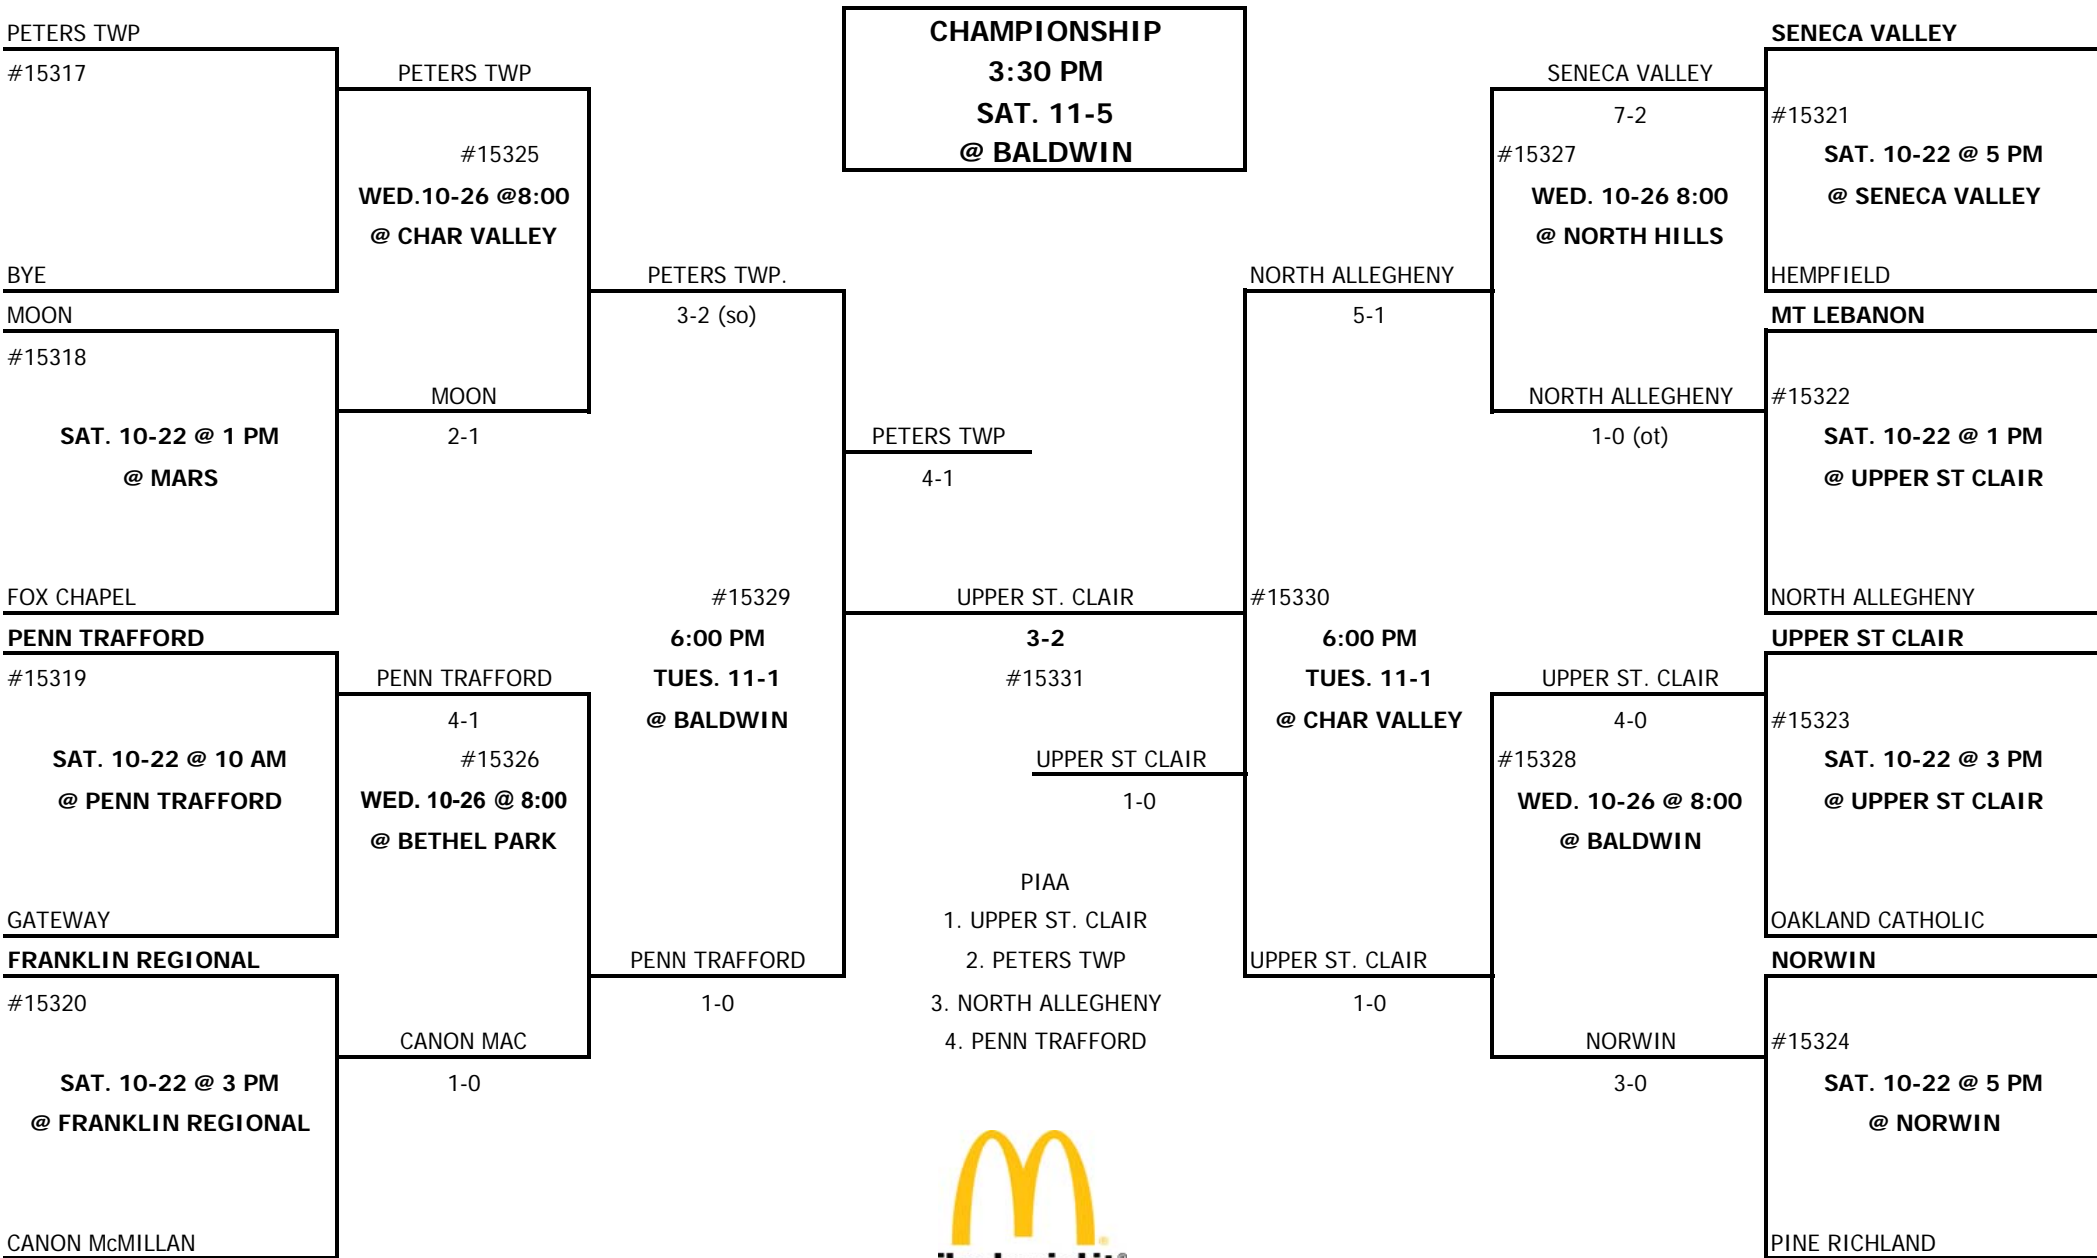 PETERS TWP
#15317
PETERS TWP
#15325
WED.10-26 @8:00
@ CHAR VALLEY
BYE
MOON
#15318
MOON
SAT. 10-22 @ 1 PM
2-1
@ MARS
FOX CHAPEL
PETERS TWP.
3-2 (so)
PENN TRAFFORD
#15319
PENN TRAFFORD
4-1
SAT. 10-22 @ 10 AM
#15326
@ PENN TRAFFORD
WED. 10-26 @ 8:00
@ BETHEL PARK
GATEWAY
FRANKLIN REGIONAL
#15320
CANON MAC
SAT. 10-22 @ 3 PM
1-0
@ FRANKLIN REGIONAL
CANON McMILLAN
PENN TRAFFORD
1-0
#15329
6:00 PM
TUES. 11-1
@ BALDWIN
CHAMPIONSHIP
3:30 PM
SAT. 11-5
@ BALDWIN
PETERS TWP
4-1
UPPER ST. CLAIR
3-2
#15331
UPPER ST CLAIR
1-0
PIAA
1. UPPER ST. CLAIR
2. PETERS TWP
3. NORTH ALLEGHENY
4. PENN TRAFFORD
NORTH ALLEGHENY
5-1
#15330
6:00 PM
TUES. 11-1
@ CHAR VALLEY
UPPER ST. CLAIR
1-0
SENECA VALLEY
SENECA VALLEY
7-2
#15321
#15327
SAT. 10-22 @ 5 PM
WED. 10-26 8:00
@ SENECA VALLEY
@ NORTH HILLS
HEMPFIELD
MT LEBANON
NORTH ALLEGHENY
#15322
1-0 (ot)
SAT. 10-22 @ 1 PM
@ UPPER ST CLAIR
NORTH ALLEGHENY
UPPER ST CLAIR
UPPER ST. CLAIR
4-0
#15323
#15328
SAT. 10-22 @ 3 PM
WED. 10-26 @ 8:00
@ UPPER ST CLAIR
@ BALDWIN
OAKLAND CATHOLIC
NORWIN
NORWIN
#15324
3-0
SAT. 10-22 @ 5 PM
@ NORWIN
PINE RICHLAND